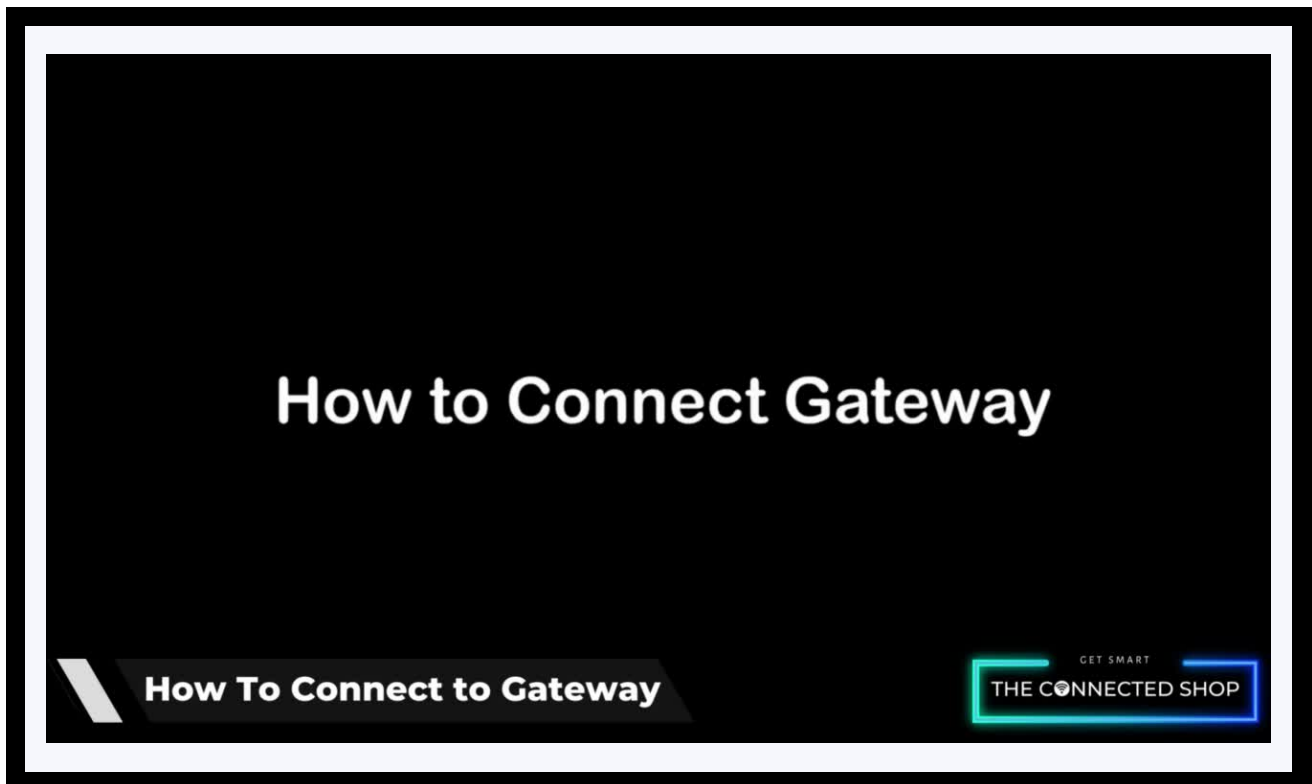 How to Connect Gateway
How To Connect to Gateway
GET SMART
THE CONNECTED SHOP